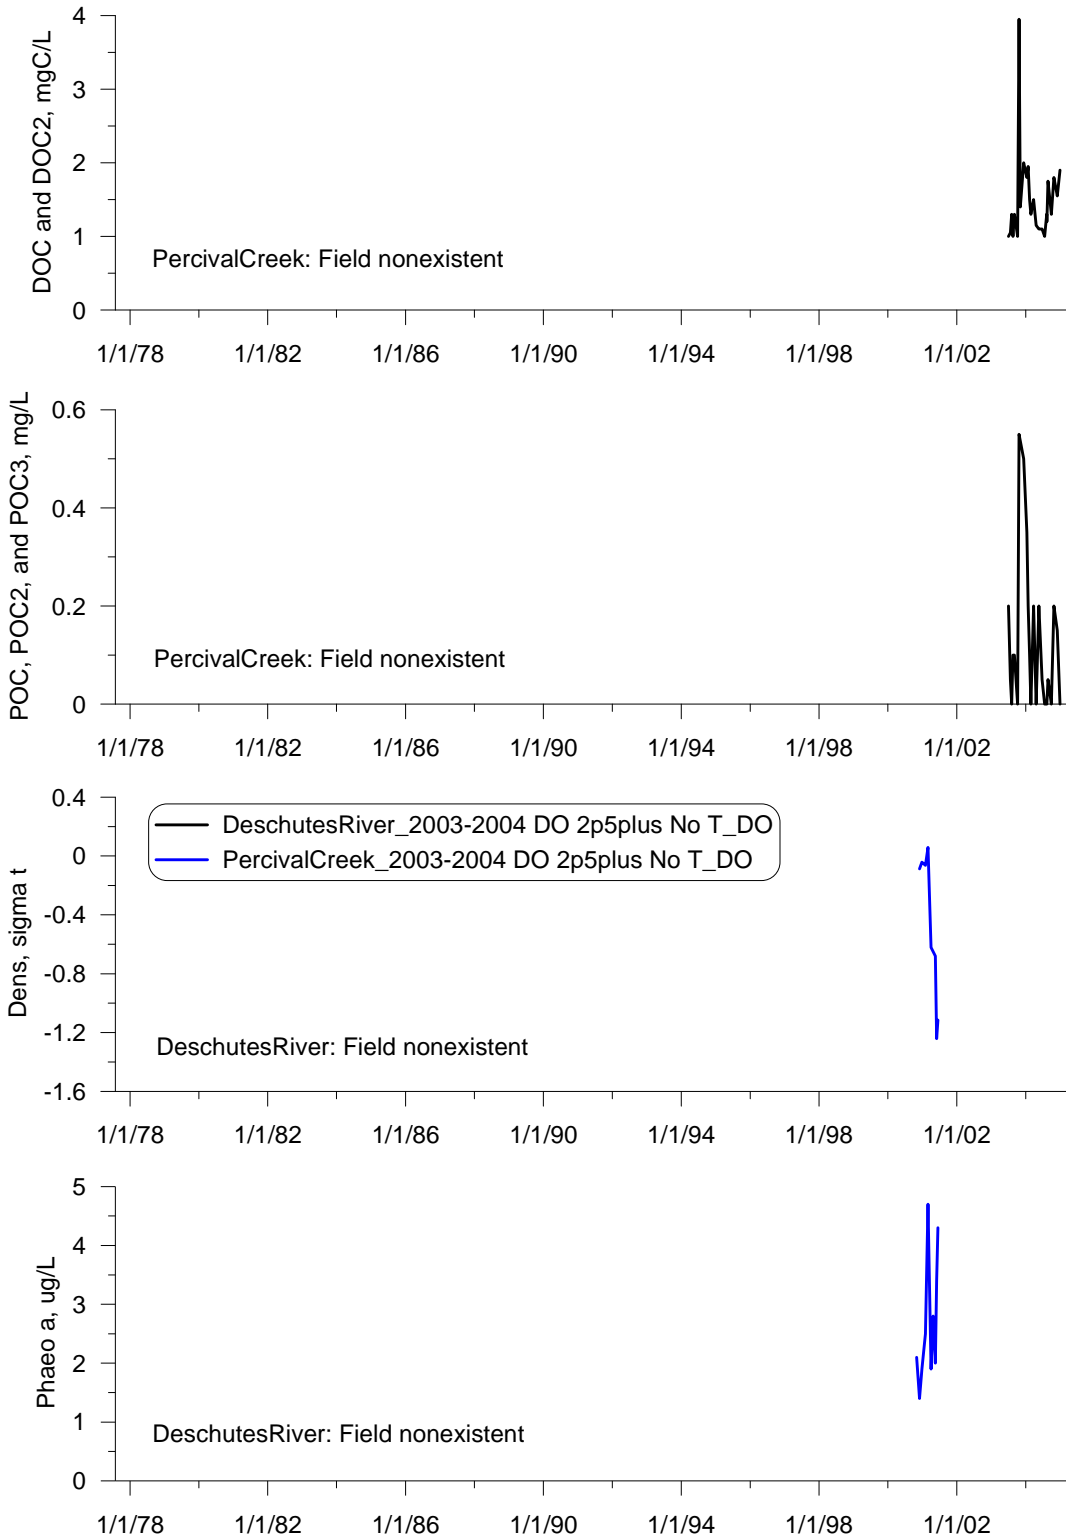 DOC and DOC2, mgC/L
4
3
2
1
0
PercivalCreek: Field nonexistent
1/1/78 1/1/82 1/1/86 1/1/90 1/1/94 1/1/98 1/1/02
POC, POC2, and POC3, mg/L
0.6
0.4
0.2
0
PercivalCreek: Field nonexistent
1/1/78 1/1/82 1/1/86 1/1/90 1/1/94 1/1/98 1/1/02
Dens, sigma t
0.4
0
-0.4
-0.8
-1.2
-1.6
DeschutesRiver_2003-2004 DO 2p5plus No T_DO
PercivalCreek_2003-2004 DO 2p5plus No T_DO
DeschutesRiver: Field nonexistent
1/1/78 1/1/82 1/1/86 1/1/90 1/1/94 1/1/98 1/1/02
Phaeo a, ug/L
5
4
3
2
1
0
DeschutesRiver: Field nonexistent
1/1/78 1/1/82 1/1/86 1/1/90 1/1/94 1/1/98 1/1/02